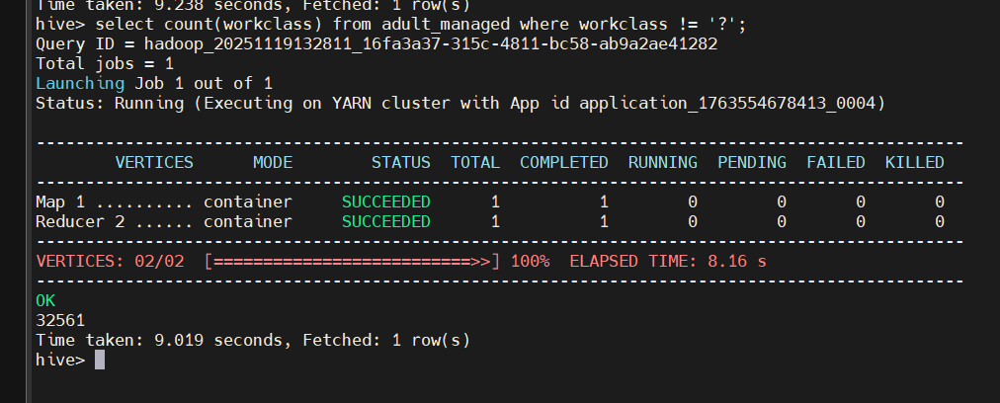 Time taken: 9.238 seconds, Fetched: 1 row(s)
hive> select count(workclass) from adult_managed where workclass != '?';
Query ID = hadoop_20251119132811_16fa3a37-315c-4811-bc58-ab9a2ae41282
Total jobs = 1
Launching Job 1 out of 1
Status: Running (Executing on YARN cluster with App id application_1763554678413_0004)
----------------------------------------------------------------------------------------------
        VERTICES      MODE        STATUS  TOTAL  COMPLETED  RUNNING  PENDING  FAILED  KILLED
----------------------------------------------------------------------------------------------
Map 1 .......... container     SUCCEEDED      1          1        0        0       0       0
Reducer 2 ...... container     SUCCEEDED      1          1        0        0       0       0
----------------------------------------------------------------------------------------------
VERTICES: 02/02  [==========================>>] 100%  ELAPSED TIME: 8.16 s
----------------------------------------------------------------------------------------------
OK
32561
Time taken: 9.019 seconds, Fetched: 1 row(s)
hive>